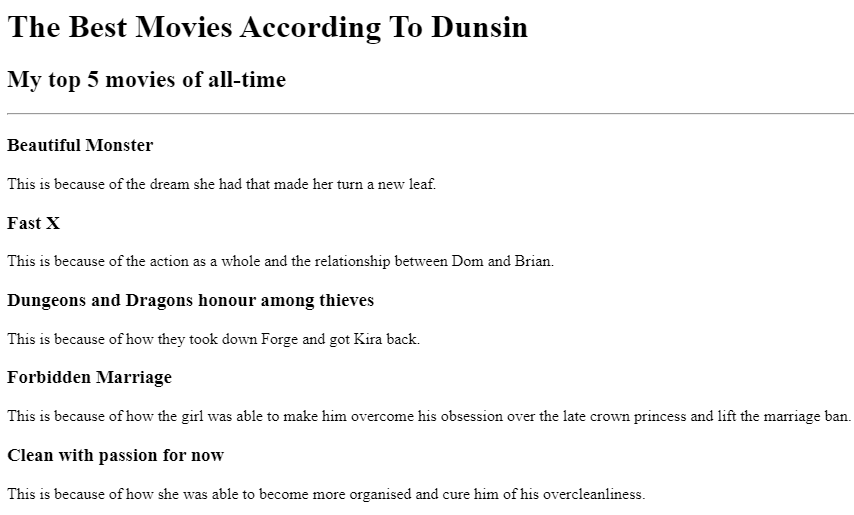 The Best Movies According To Dunsin
My top 5 movies of all-time
Beautiful Monster
This is because of the dream she had that made her turn a new leaf.
Fast X
This is because of the action as a whole and the relationship between Dom and Brian.
Dungeons and Dragons honour among thieves
This is because of how they took down Forge and got Kira back.
Forbidden Marriage
This is because of how the girl was able to make him overcome his obsession over the late crown princess and lift the marriage ban.
Clean with passion for now
This is because of how she was able to become more organised and cure him of his overcleanliness.